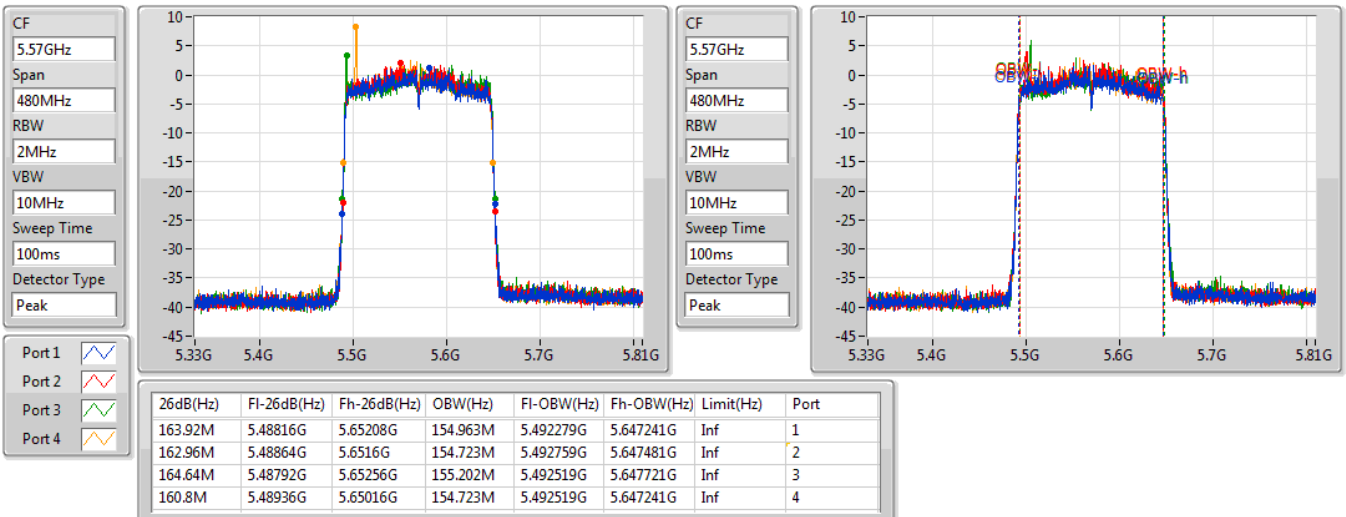 CF
5.57GHz
Span
480MHz
RBW
2MHz
VBW
10MHz
Sweep Time
100ms
Detector Type
Peak
10
5
0
-5
-10
-15
-20
-25
-30
-35
-40
-45
5.33G 5.4G 5.5G 5.6G 5.7G 5.81G
CF
5.57GHz
Span
480MHz
RBW
2MHz
VBW
10MHz
Sweep Time
100ms
Detector Type
Peak
10
5
0
-5
-10
-15
-20
-25
-30
-35
-40
-45
OBW-h
5.33G 5.4G 5.5G 5.6G 5.7G 5.81G
Port 1
Port 2
Port 3
Port 4
26dB(Hz) Fl-26dB(Hz) Fh-26dB(Hz) OBW(Hz) Fl-OBW(Hz) Fh-OBW(Hz) Limit(Hz) Port
163.92M 5.48816G 5.65208G 154.963M 5.492279G 5.647241G Inf 1
162.96M 5.48864G 5.6516G 154.723M 5.492759G 5.647481G Inf 2
164.64M 5.48792G 5.65256G 155.202M 5.492519G 5.647721G Inf 3
160.8M 5.48936G 5.65016G 154.723M 5.492519G 5.647241G Inf 4